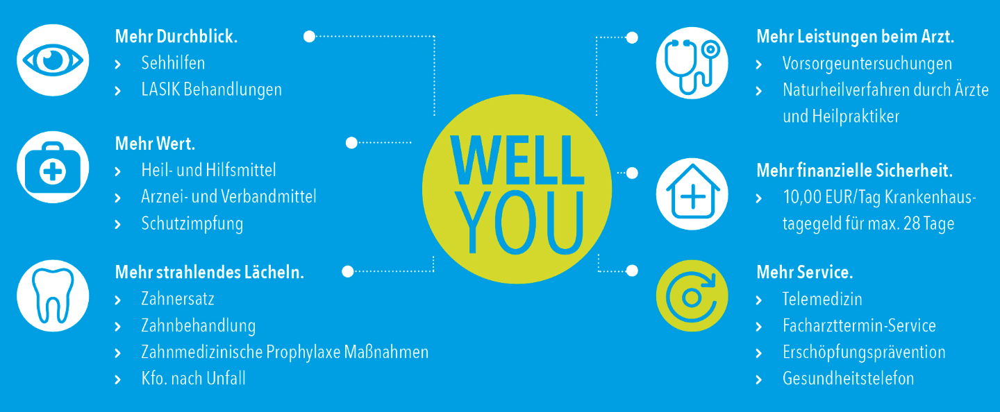 Mehr Durchblick.
Sehhilfen
LASIK Behandlungen
Mehr Wert.
Heil- und Hilfsmittel
Arznei- und Verbandmittel
Schutzimpfung
Mehr strahlendes Lächeln.
Zahnersatz
Zahnbehandlung
Zahnmedizinische Prophylaxe Maßnahmen
Kfo. nach Unfall
WELL
YOU
Mehr Leistungen beim Arzt.
Vorsorgeuntersuchungen
Naturheilverfahren durch Ärzte
und Heilpraktiker
Mehr finanzielle Sicherheit.
10,00 EUR/Tag Krankenhaus-
tagegeld für max. 28 Tage
Mehr Service.
Telemedizin
Facharzttermin-Service
Erschöpfungsprävention
Gesundheitstelefon